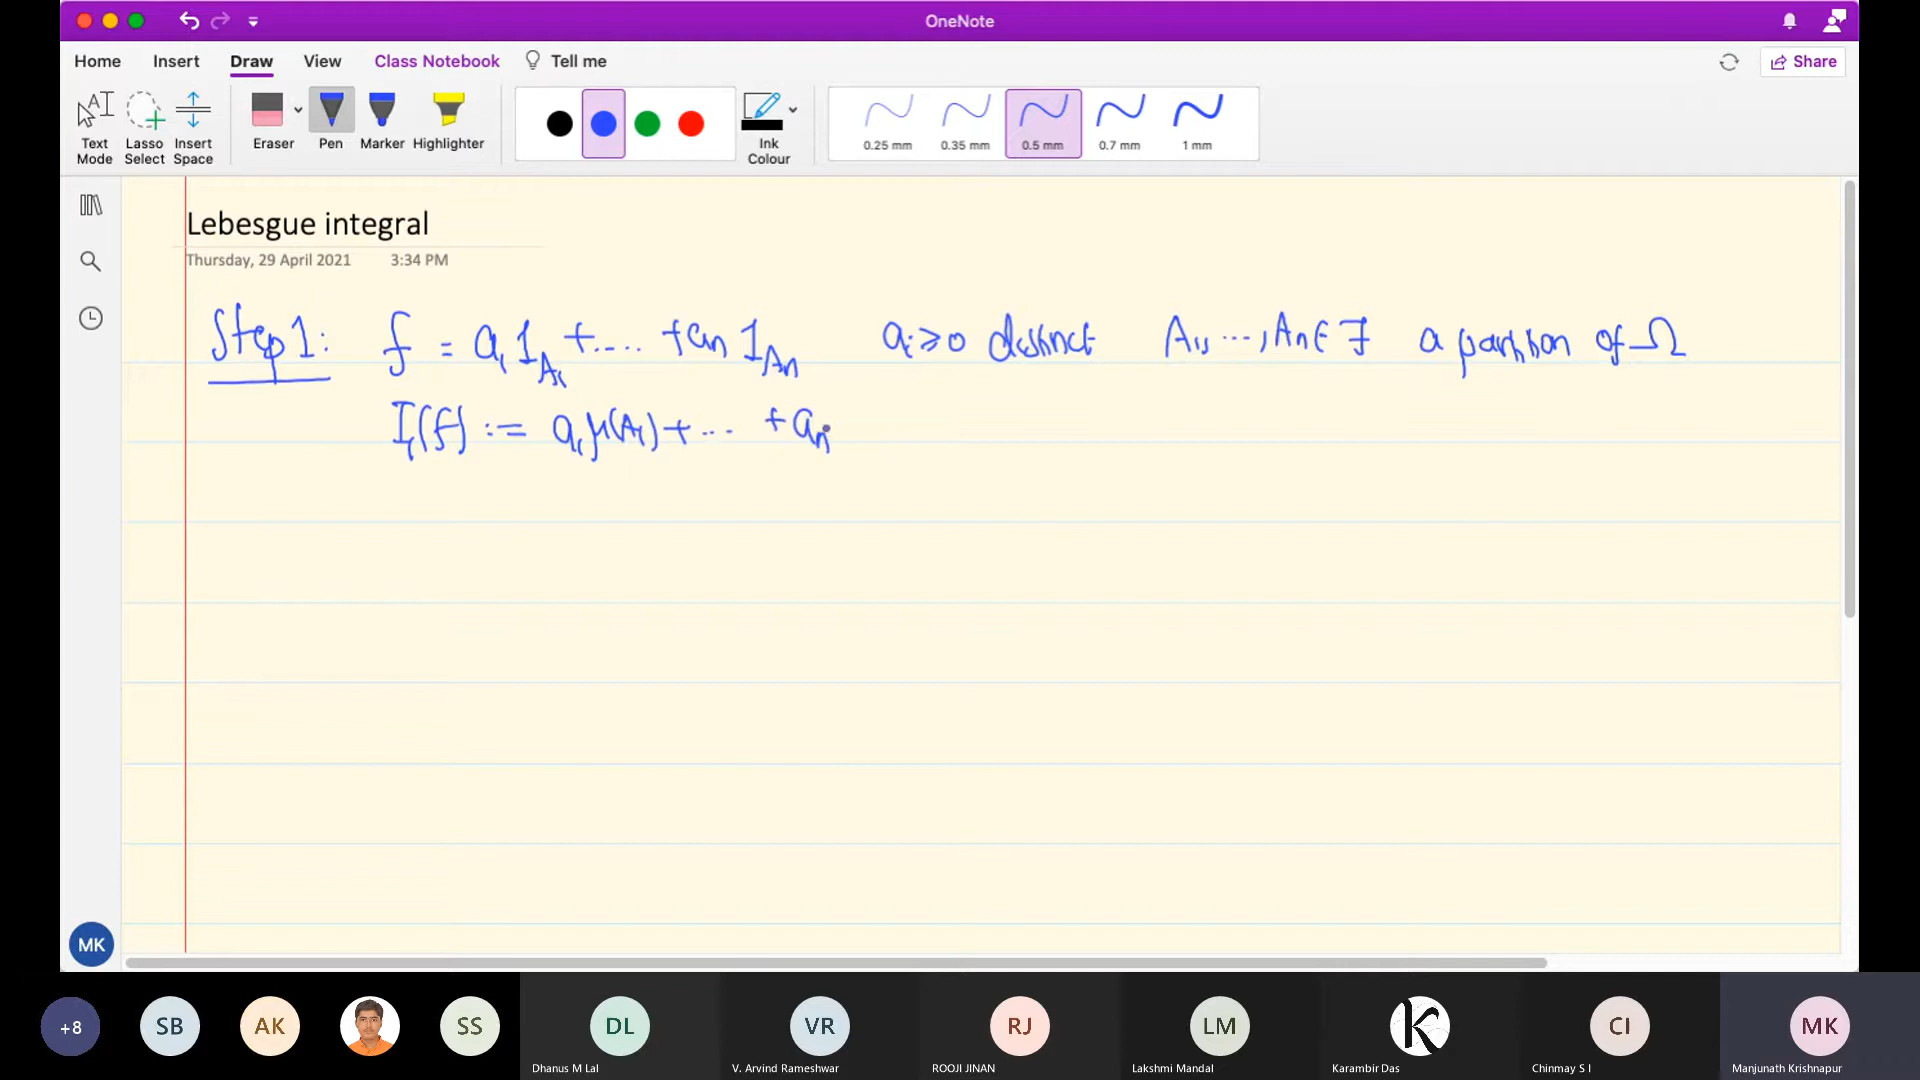 OneNote
Home Insert Draw View Class Notebook Tell me Share
Text Mode Lasso Select Insert Space Eraser Pen Marker Highlighter Ink Colour 0.25 mm 0.35 mm 0.5 mm 0.7 mm 1 mm
Lebesgue integral
Thursday, 29 April 2021 3:34 PM
Step 1: f = a₁ 1_{A₁} + .... + aₙ 1_{Aₙ} aᵢ ≥ 0 distinct A₁, ..., Aₙ ∈ ℱ a partition of Ω
I₁(f) := a₁ μ(A₁) + ... + aₙ
MK
+8 SB AK SS DL VR RJ LM K CI MK
Dhanus M Lal V. Arvind Rameshwar ROOJI JINAN Lakshmi Mandal Karambir Das Chinmay S I Manjunath Krishnapur